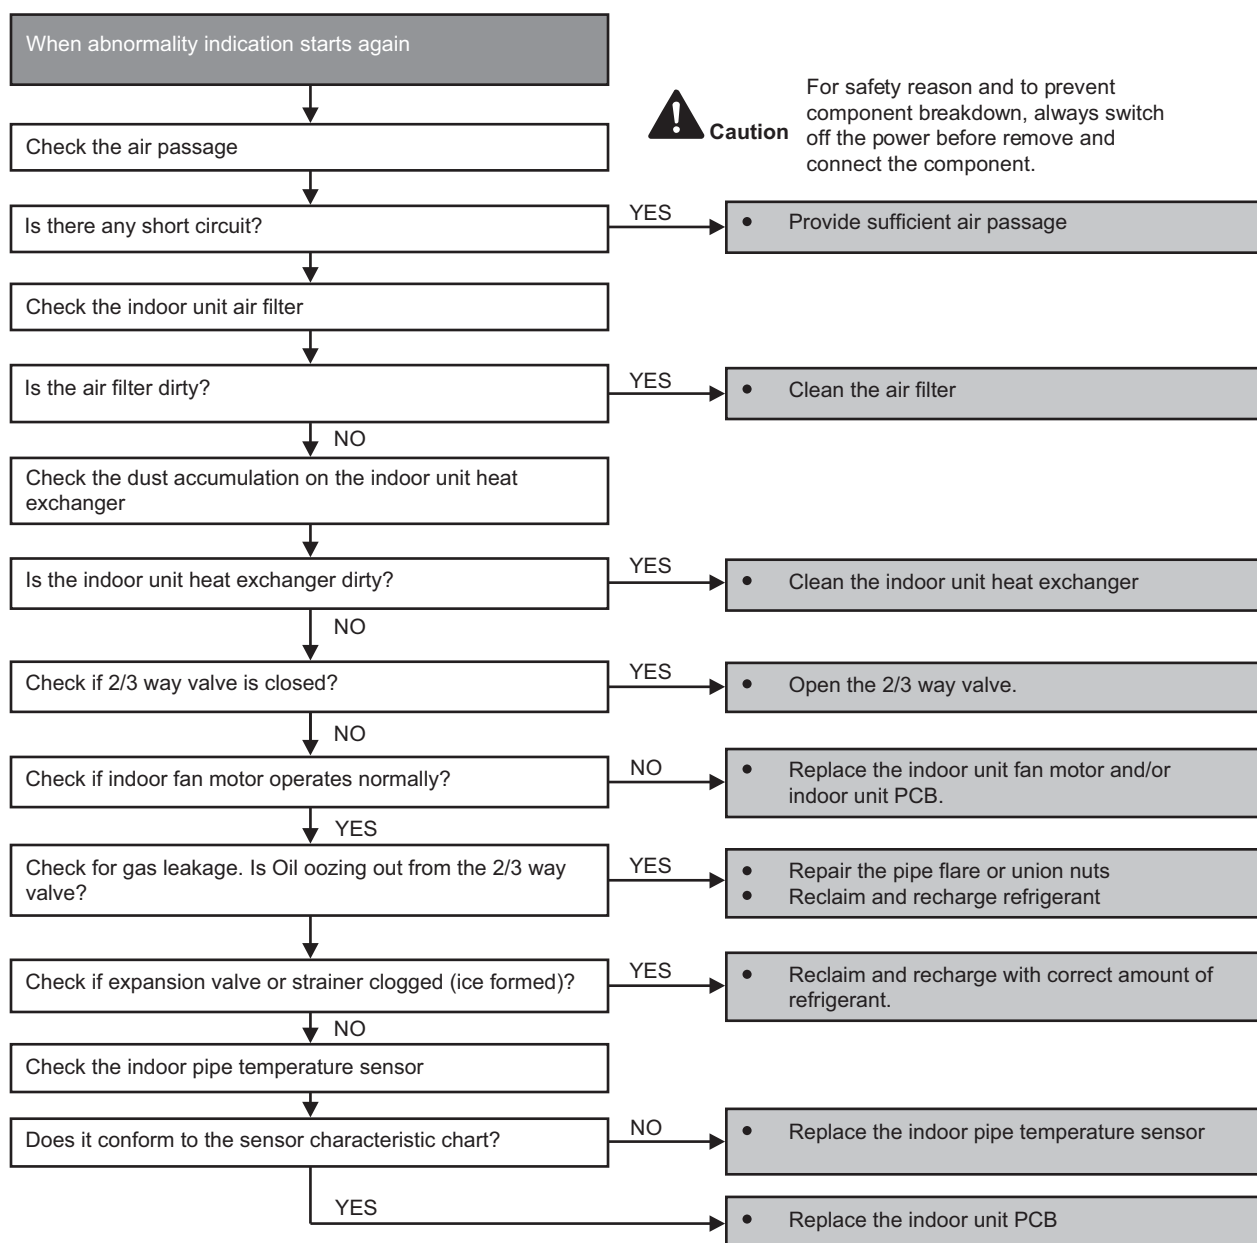 When abnormality indication starts again
For safety reason and to prevent
component breakdown, always switch
off the power before remove and
connect the component.
Caution
Check the air passage
Is there any short circuit?
YES
• Provide sufficient air passage
Check the indoor unit air filter
Is the air filter dirty?
YES
• Clean the air filter
NO
Check the dust accumulation on the indoor unit heat
exchanger
Is the indoor unit heat exchanger dirty?
YES
• Clean the indoor unit heat exchanger
NO
Check if 2/3 way valve is closed?
YES
• Open the 2/3 way valve.
NO
Check if indoor fan motor operates normally?
NO
• Replace the indoor unit fan motor and/or
indoor unit PCB.
YES
Check for gas leakage. Is Oil oozing out from the 2/3 way
valve?
YES
• Repair the pipe flare or union nuts
• Reclaim and recharge refrigerant
Check if expansion valve or strainer clogged (ice formed)?
YES
• Reclaim and recharge with correct amount of
refrigerant.
NO
Check the indoor pipe temperature sensor
Does it conform to the sensor characteristic chart?
NO
• Replace the indoor pipe temperature sensor
YES
• Replace the indoor unit PCB